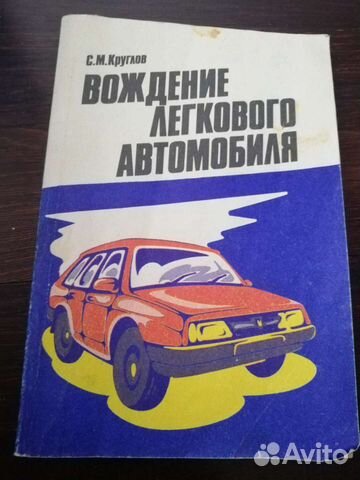 С.М.Круглов
ВОЖДЕНИЕ
ЛЕГКОВОГО
АВТОМОБИЛЯ
Avito